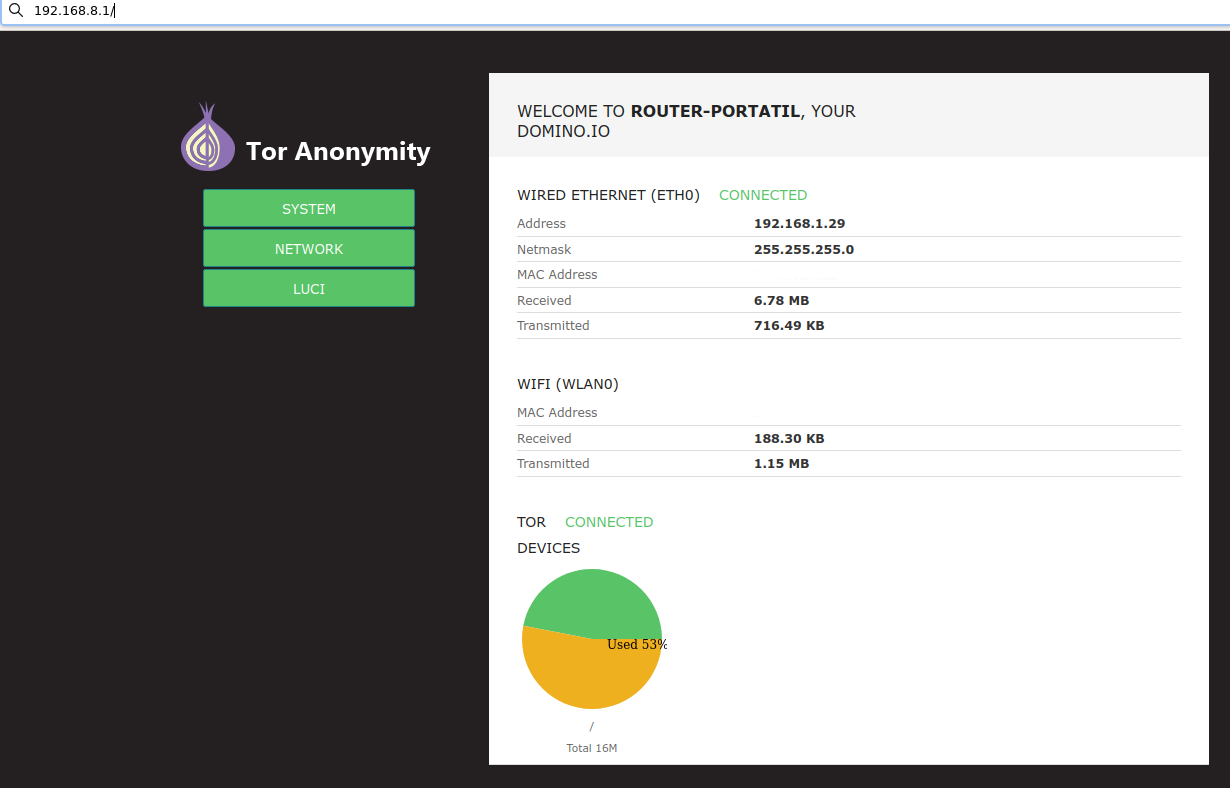 192.168.8.1/
Tor Anonymity
SYSTEM
NETWORK
LUCI
WELCOME TO ROUTER-PORTATIL, YOUR
DOMINO.IO
WIRED ETHERNET (ETH0) CONNECTED
Address 192.168.1.29
Netmask 255.255.255.0
MAC Address
Received 6.78 MB
Transmitted 716.49 KB
WIFI (WLAN0)
MAC Address
Received 188.30 KB
Transmitted 1.15 MB
TOR CONNECTED
DEVICES
Used 53%
/
Total 16M